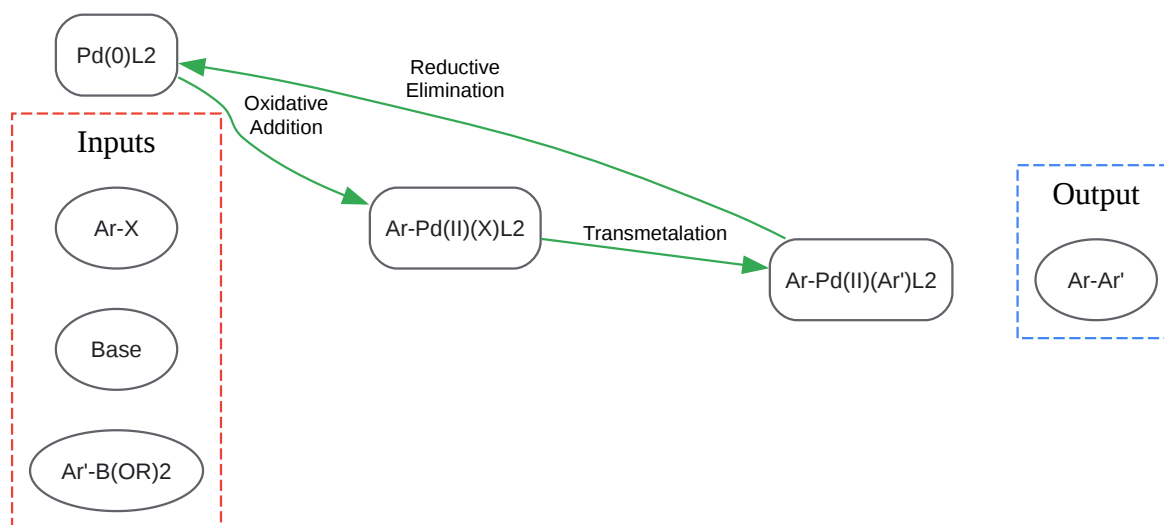 Pd(0)L2
Reductive
Elimination
Oxidative
Addition
Inputs
Ar-X
Ar-Pd(II)(X)L2
Transmetalation
Output
Ar-Pd(II)(Ar')L2
Ar-Ar'
Base
Ar'-B(OR)2